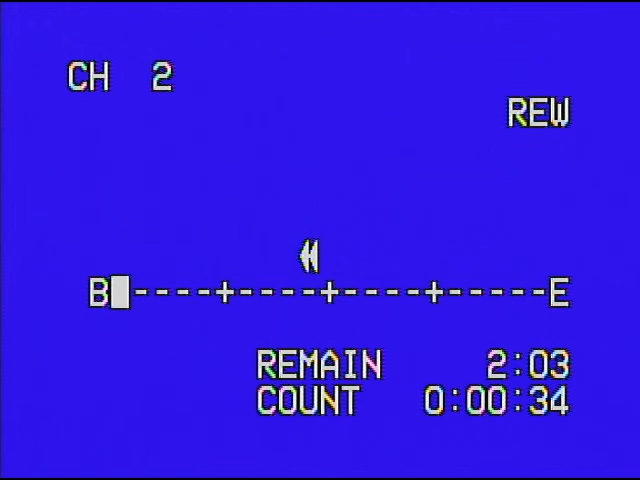 CH 2
REW
B----+----+----+----E
REMAIN 2:03
COUNT 0:00:34